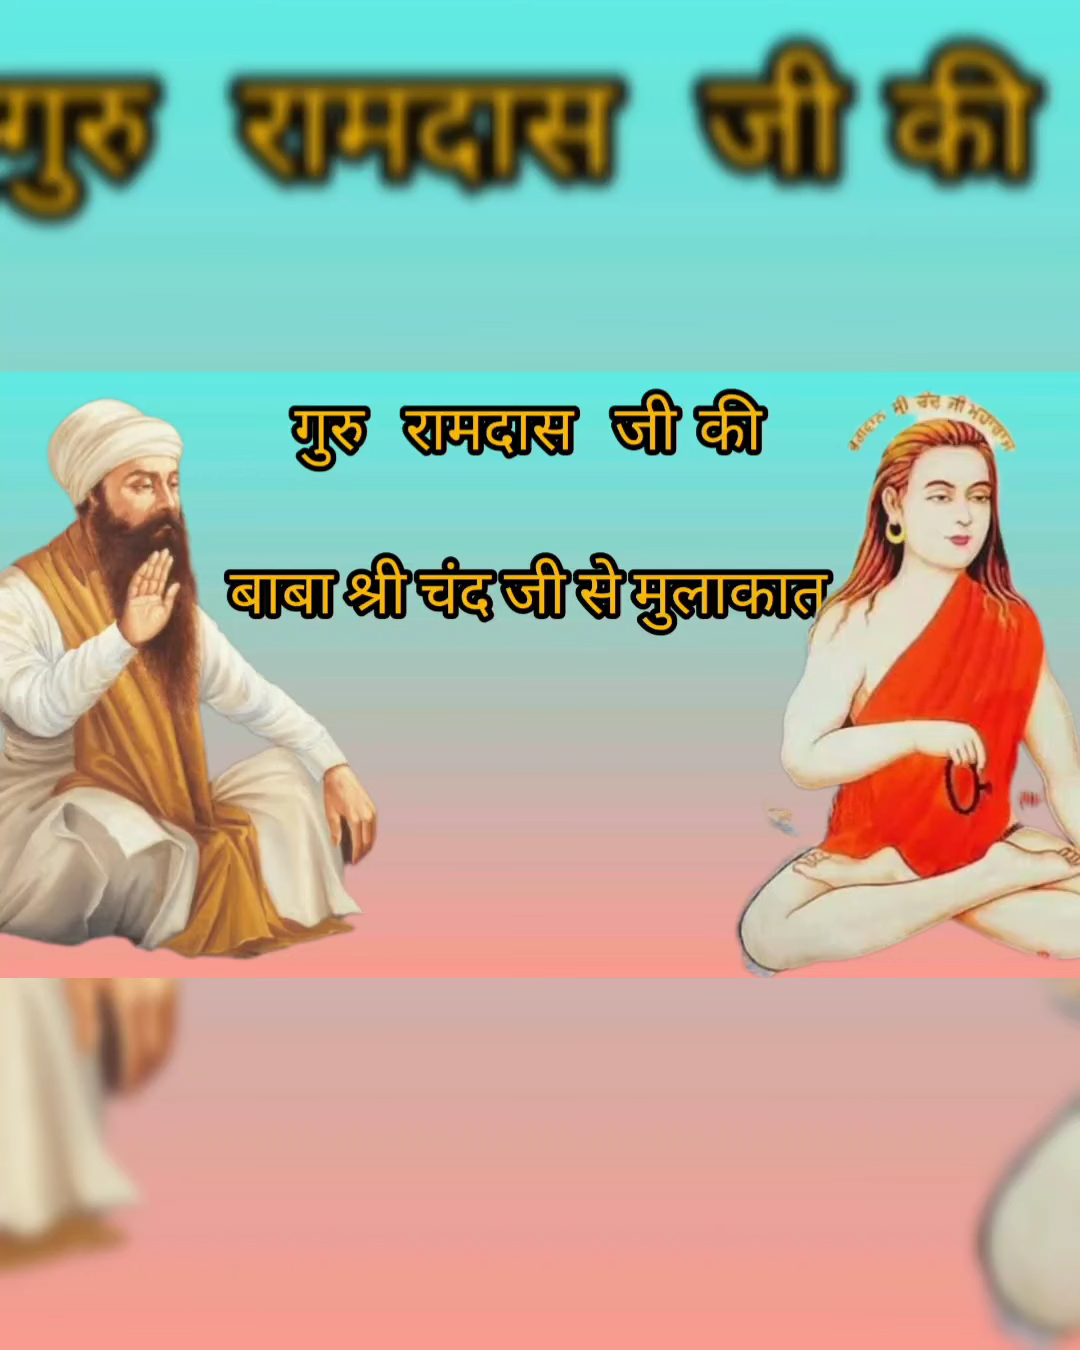 गुरु रामदास जी की
गुरु रामदास जी की
बाबा श्री चंद जी से मुलाकात
ਸ੍ਰੀ ਚੰਦ ਜੀ